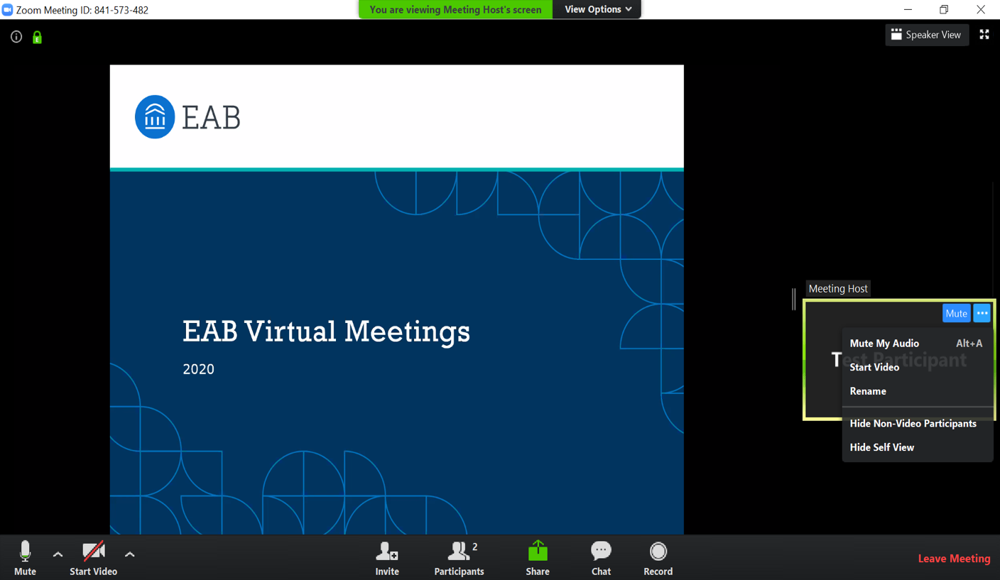 Zoom Meeting ID: 841-573-482
You are viewing Meeting Host's screen
View Options
E
Speaker View
EAB
EAB Virtual Meetings
2020
Meeting Host
Mute
Test Participant
Mute My Audio Alt+A
Start Video
Rename
Hide Non-Video Participants
Hide Self View
Mute
Start Video
Invite
Participants 2
Share
Chat
Record
Leave Meeting